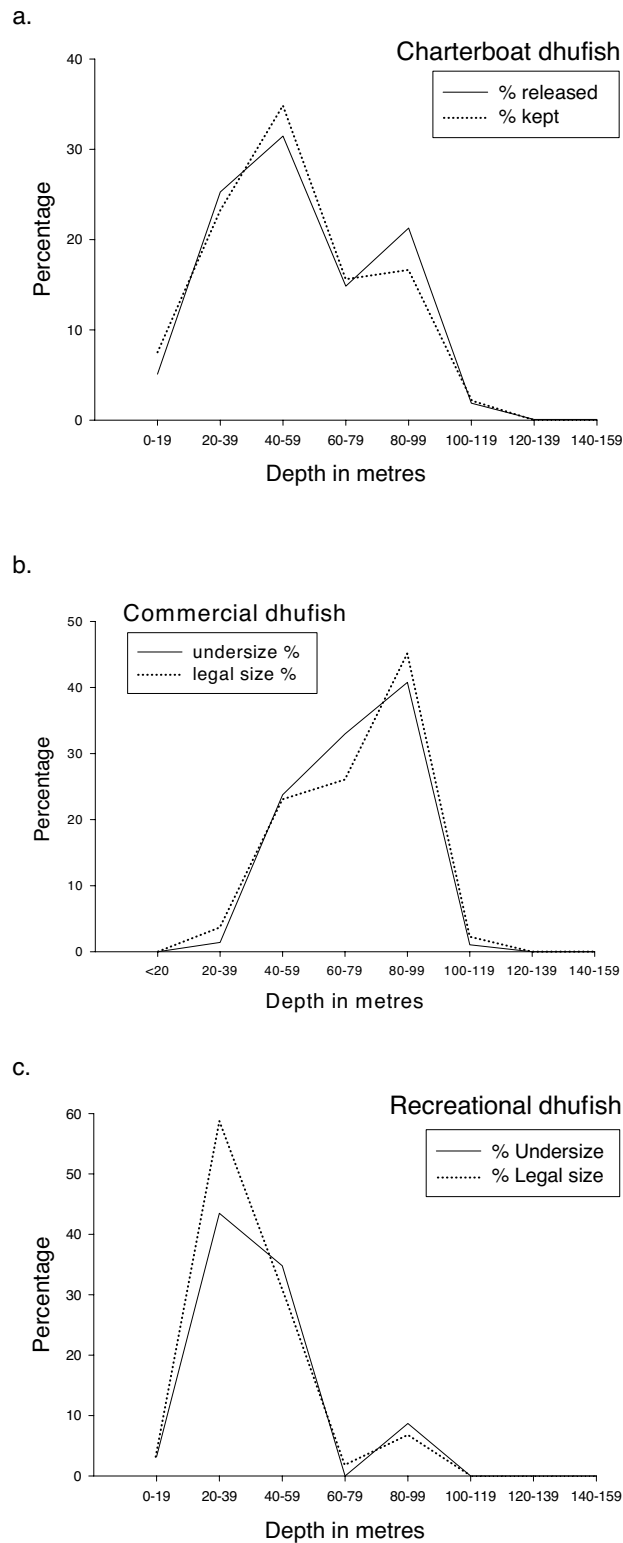 a.
Charterboat dhufish
% released
% kept
40
30
20
10
0
Percentage
0-19 20-39 40-59 60-79 80-99 100-119 120-139 140-159
Depth in metres
b.
Commercial dhufish
undersize %
legal size %
50
40
30
20
10
0
Percentage
<20 20-39 40-59 60-79 80-99 100-119 120-139 140-159
Depth in metres
c.
Recreational dhufish
% Undersize
% Legal size
60
50
40
30
20
10
0
Percentage
0-19 20-39 40-59 60-79 80-99 100-119 120-139 140-159
Depth in metres